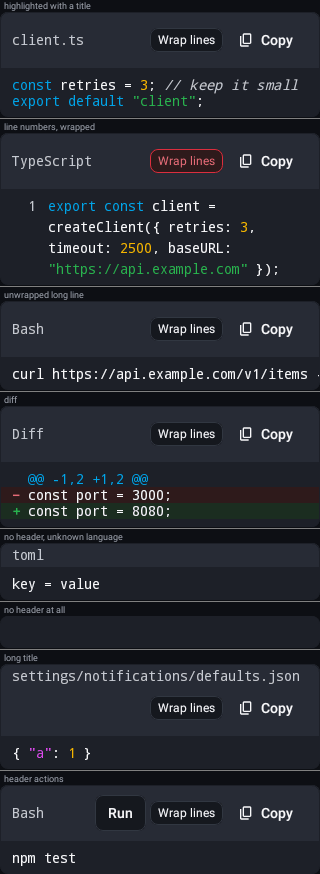 highlighted with a title
client.ts Wrap lines Copy
const retries = 3; // keep it small
export default "client";
line numbers, wrapped
TypeScript Wrap lines Copy
1 export const client =
createClient({ retries: 3,
timeout: 2500, baseURL:
"https://api.example.com" });
unwrapped long line
Bash Wrap lines Copy
curl https://api.example.com/v1/items -
diff
Diff Wrap lines Copy
@@ -1,2 +1,2 @@
- const port = 3000;
+ const port = 8080;
no header, unknown language
toml
key = value
no header at all
long title
settings/notifications/defaults.json
Wrap lines Copy
{ "a": 1 }
header actions
Bash Run Wrap lines Copy
npm test